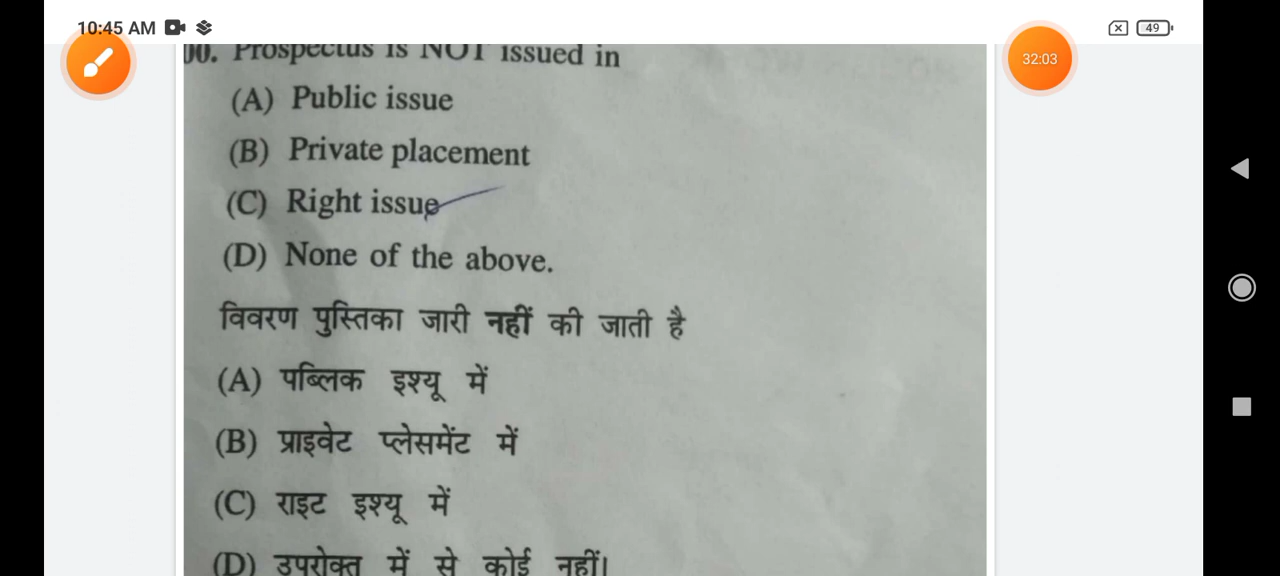 10:45 AM
49
32:03
00. Prospectus is NOT issued in
(A) Public issue
(B) Private placement
(C) Right issue
(D) None of the above.
विवरण पुस्तिका जारी नहीं की जाती है
(A) पब्लिक इश्यू में
(B) प्राइवेट प्लेसमेंट में
(C) राइट इश्यू में
(D) उपरोक्त में से कोई नहीं।